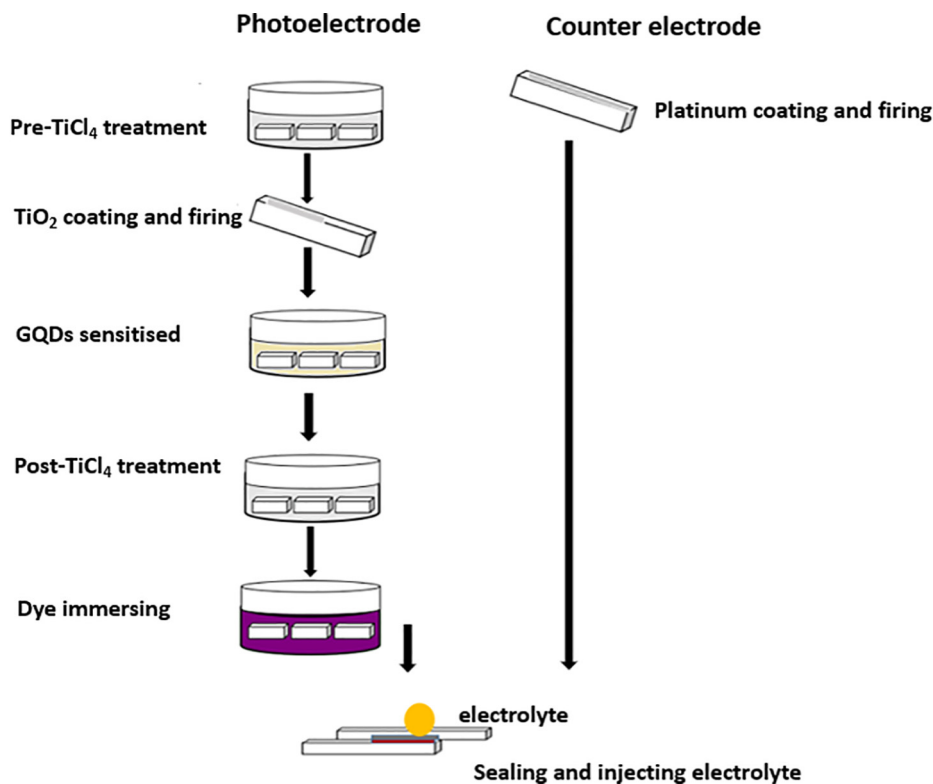 Photoelectrode
Counter electrode
Pre-TiCl₄ treatment
Platinum coating and firing
TiO₂ coating and firing
GQDs sensitised
Post-TiCl₄ treatment
Dye immersing
electrolyte
Sealing and injecting electrolyte